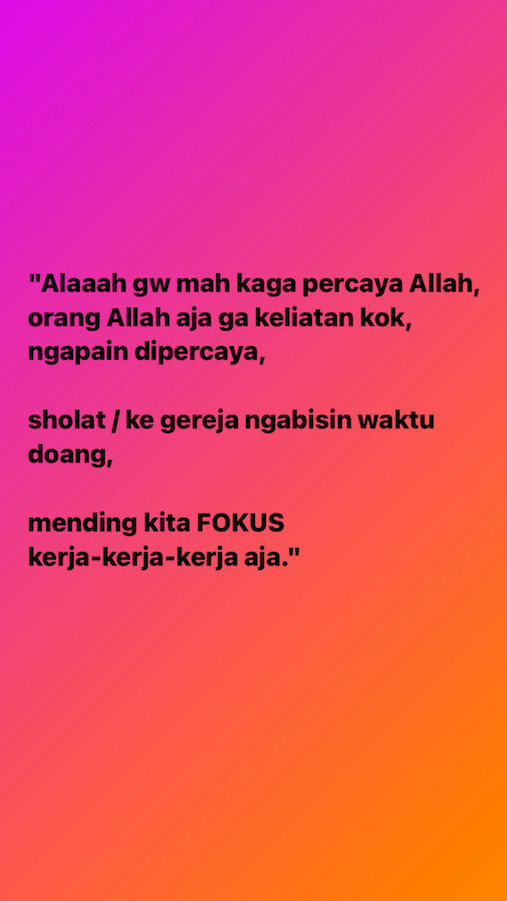 "Alaaah gw mah kaga percaya Allah,
orang Allah aja ga keliatan kok,
ngapain dipercaya,
sholat / ke gereja ngabisin waktu
doang,
mending kita FOKUS
kerja-kerja-kerja aja."